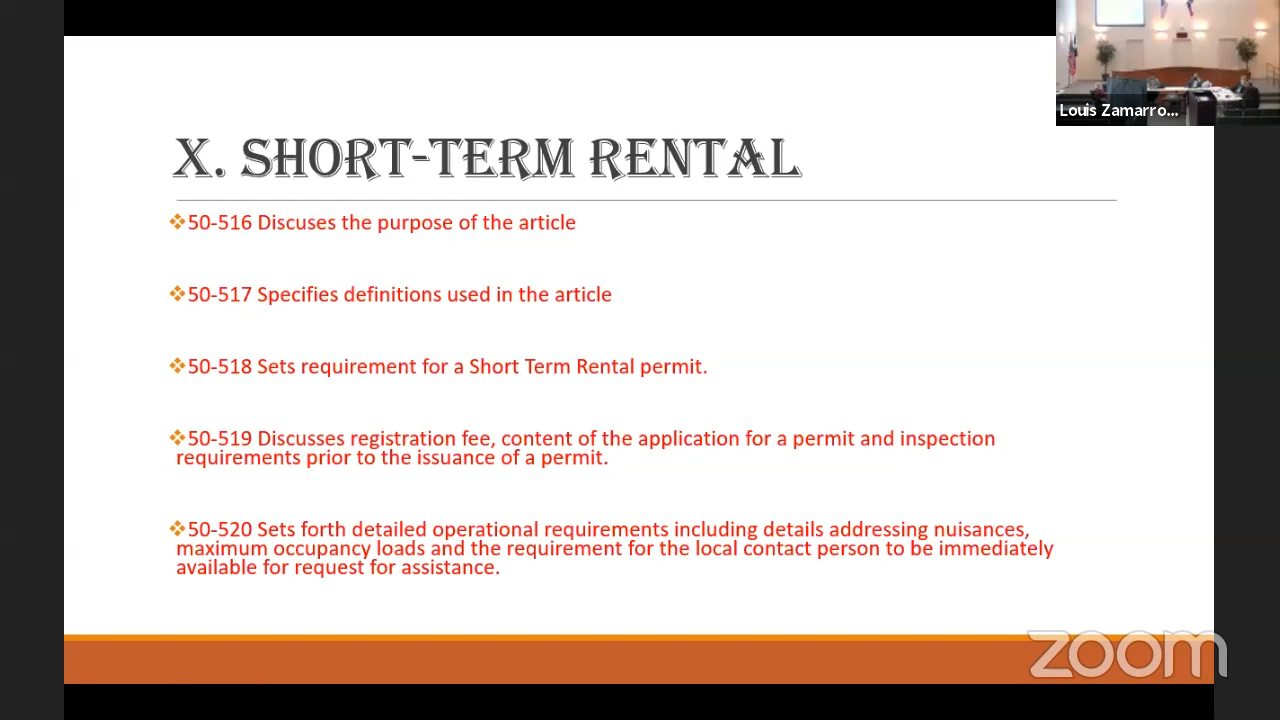 Louis Zamarro...
X. SHORT-TERM RENTAL
❖50-516 Discuses the purpose of the article
❖50-517 Specifies definitions used in the article
❖50-518 Sets requirement for a Short Term Rental permit.
❖50-519 Discusses registration fee, content of the application for a permit and inspection
requirements prior to the issuance of a permit.
❖50-520 Sets forth detailed operational requirements including details addressing nuisances,
maximum occupancy loads and the requirement for the local contact person to be immediately
available for request for assistance.
zoom